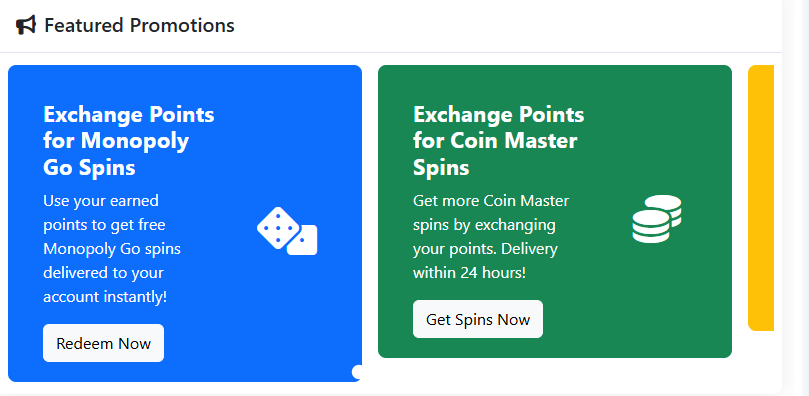 Featured Promotions
Exchange Points
for Monopoly
Go Spins
Use your earned
points to get free
Monopoly Go spins
delivered to your
account instantly!
Redeem Now
Exchange Points
for Coin Master
Spins
Get more Coin Master
spins by exchanging
your points. Delivery
within 24 hours!
Get Spins Now